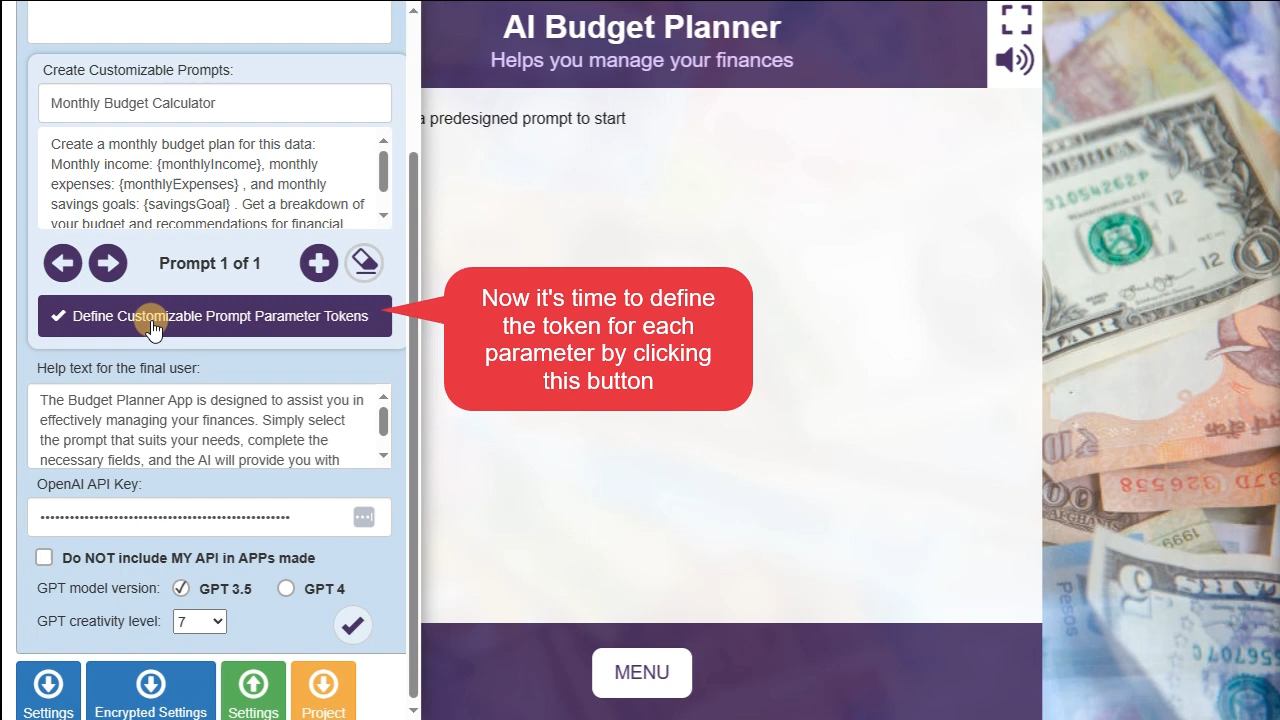 AI Budget Planner
Helps you manage your finances
a predesigned prompt to start
Create Customizable Prompts:
Monthly Budget Calculator
Create a monthly budget plan for this data:
Monthly income: {monthlyIncome}, monthly
expenses: {monthlyExpenses} , and monthly
savings goals: {savingsGoal} . Get a breakdown of
your budget and recommendations for financial
Prompt 1 of 1
Define Customizable Prompt Parameter Tokens
Now it's time to define
the token for each
parameter by clicking
this button
Help text for the final user:
The Budget Planner App is designed to assist you in
effectively managing your finances. Simply select
the prompt that suits your needs, complete the
necessary fields, and the AI will provide you with
OpenAI API Key:
••••••••••••••••••••••••••••••••••••••••••••••••••••
Do NOT include MY API in APPs made
GPT model version: GPT 3.5 GPT 4
GPT creativity level: 7
MENU
Settings
Encrypted Settings
Settings
Project
AMERICA
12
1
12
1999
Pesos
5